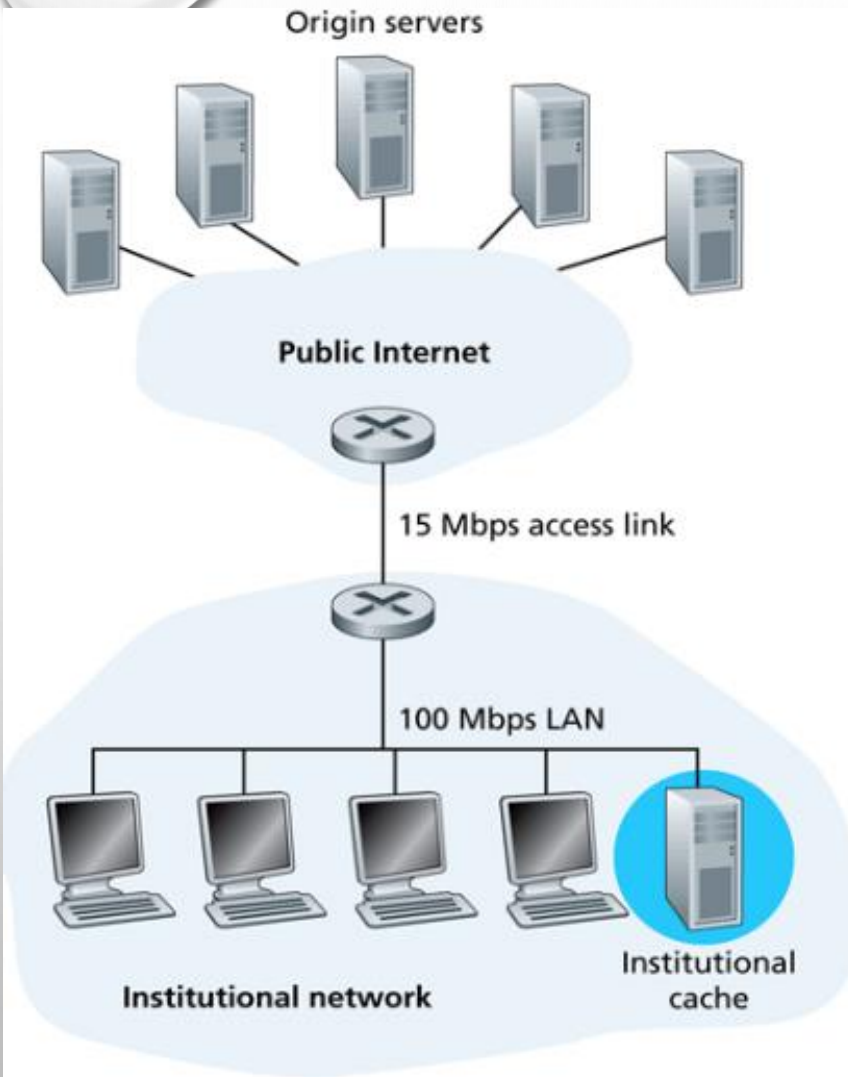 Origin servers
Public Internet
15 Mbps access link
100 Mbps LAN
Institutional
cache
Institutional network